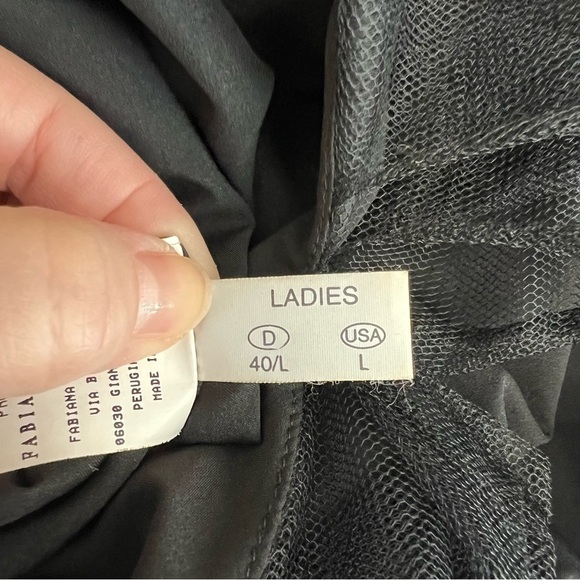 LADIES
D USA
40/L L
FABIA
FABIANA
VIA B
06030 GIAN
PERUGI
MADE I